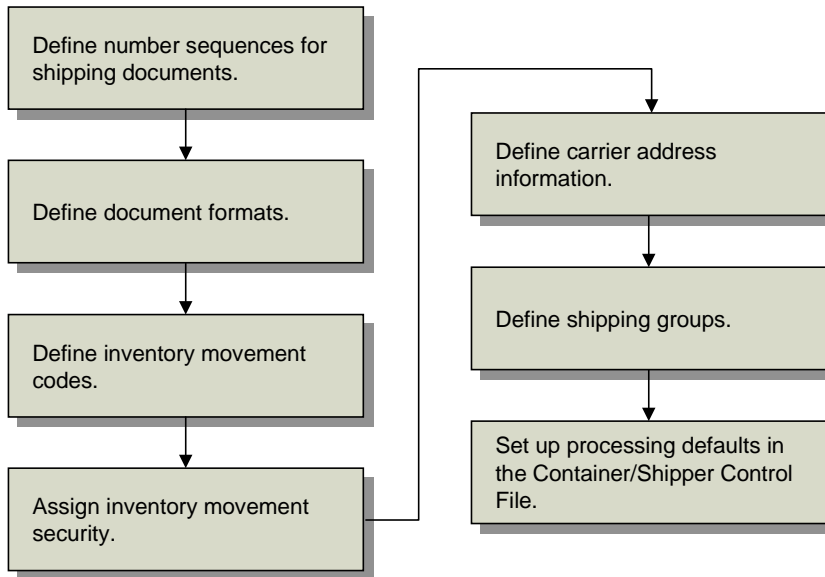 Define number sequences for
shipping documents.
Define document formats.
Define inventory movement
codes.
Assign inventory movement
security.
Define carrier address
information.
Define shipping groups.
Set up processing defaults in
the Container/Shipper Control
File.